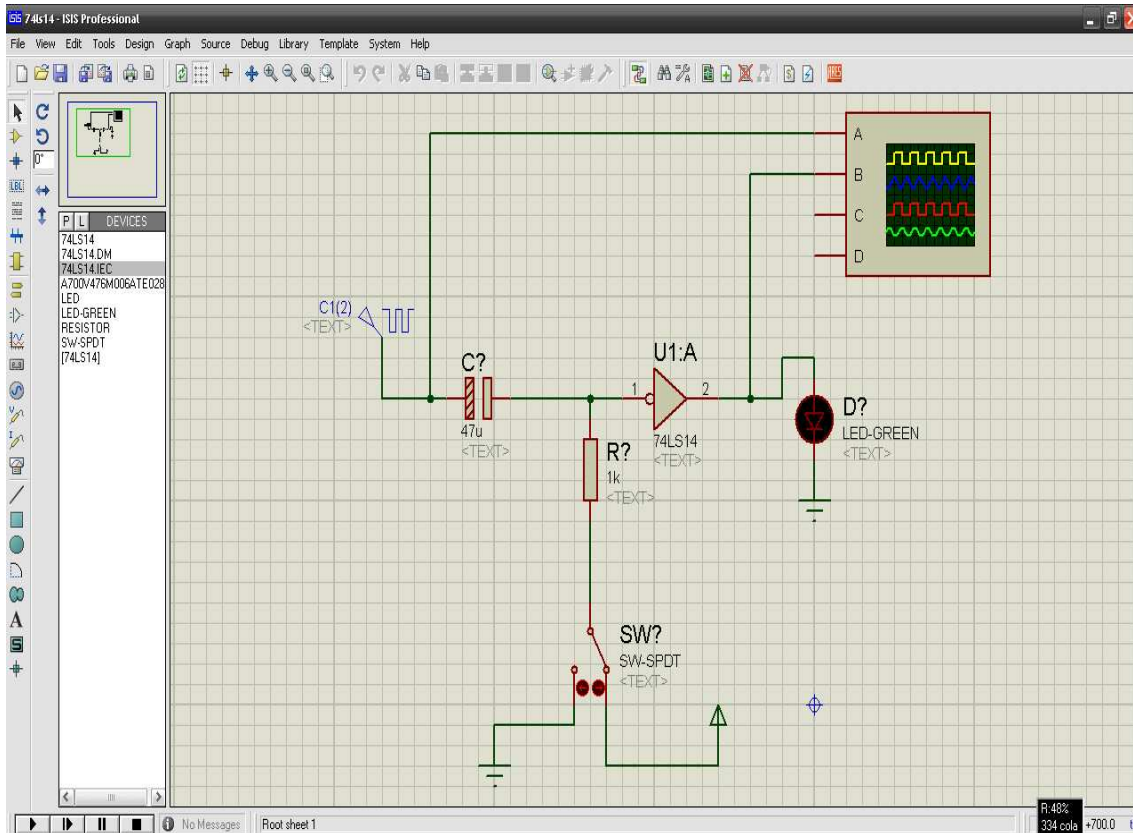 ISIS 74ls14 - ISIS Professional
File View Edit Tools Design Graph Source Debug Library Template System Help
0°
LBL
P L DEVICES
74LS14
74LS14.DM
74LS14.IEC
A700V476M006ATE028
LED
LED-GREEN
RESISTOR
SW-SPDT
[74LS14]
A
B
C
D
C1(2)
<TEXT>
C?
47u
<TEXT>
U1:A
1
2
74LS14
<TEXT>
R?
1k
<TEXT>
D?
LED-GREEN
<TEXT>
SW?
SW-SPDT
<TEXT>
A
S
No Messages
Root sheet 1
R:48%
334 cola
+700.0